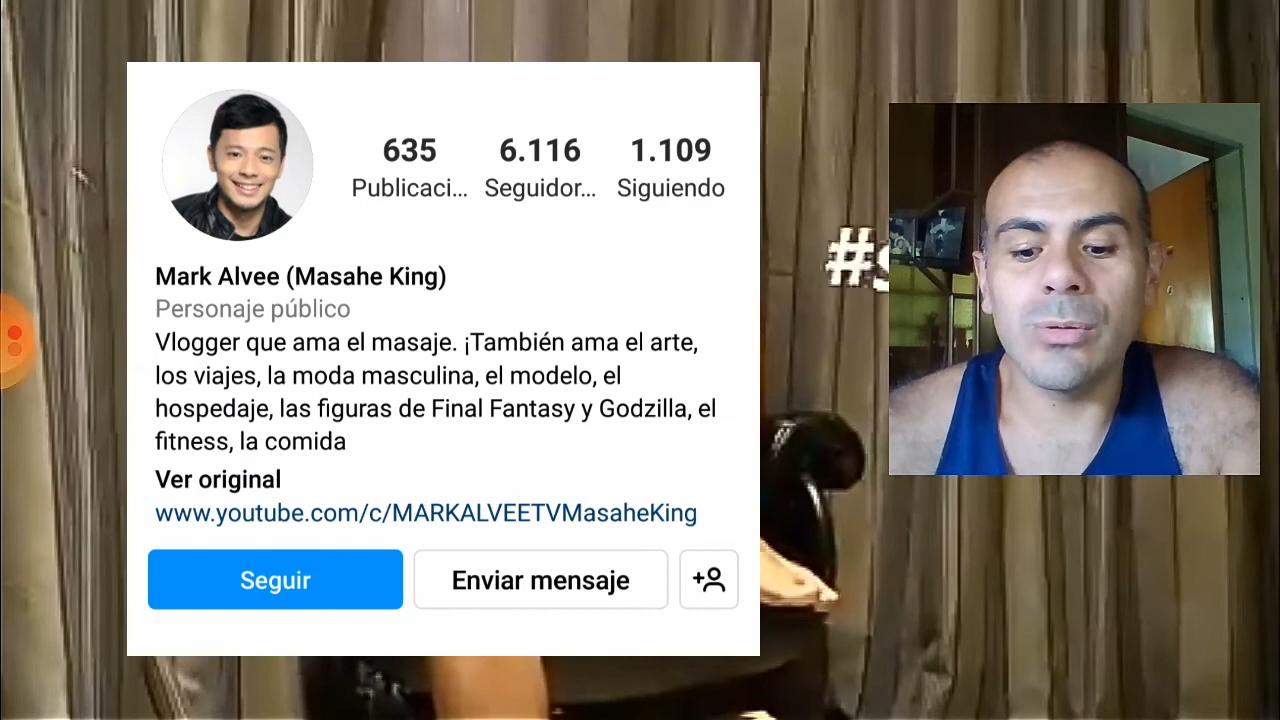 635 6.116 1.109
Publicaci... Seguidor... Siguiendo
Mark Alvee (Masahe King)
Personaje público
Vlogger que ama el masaje. ¡También ama el arte,
los viajes, la moda masculina, el modelo, el
hospedaje, las figuras de Final Fantasy y Godzilla, el
fitness, la comida
Ver original
www.youtube.com/c/MARKALVEETVMasaheKing
Seguir Enviar mensaje